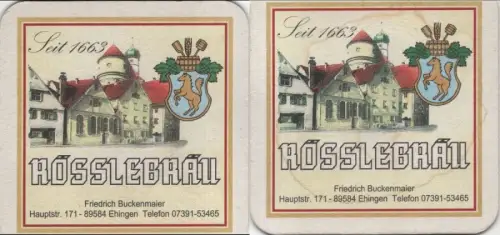 Seit 1663
RÖSSLEBRÄU
Friedrich Buckenmaier
Hauptstr. 171 - 89584 Ehingen Telefon 07391-53465
Seit 1663
RÖSSLEBRÄU
Friedrich Buckenmaier
Hauptstr. 171 - 89584 Ehingen Telefon 07391-53465